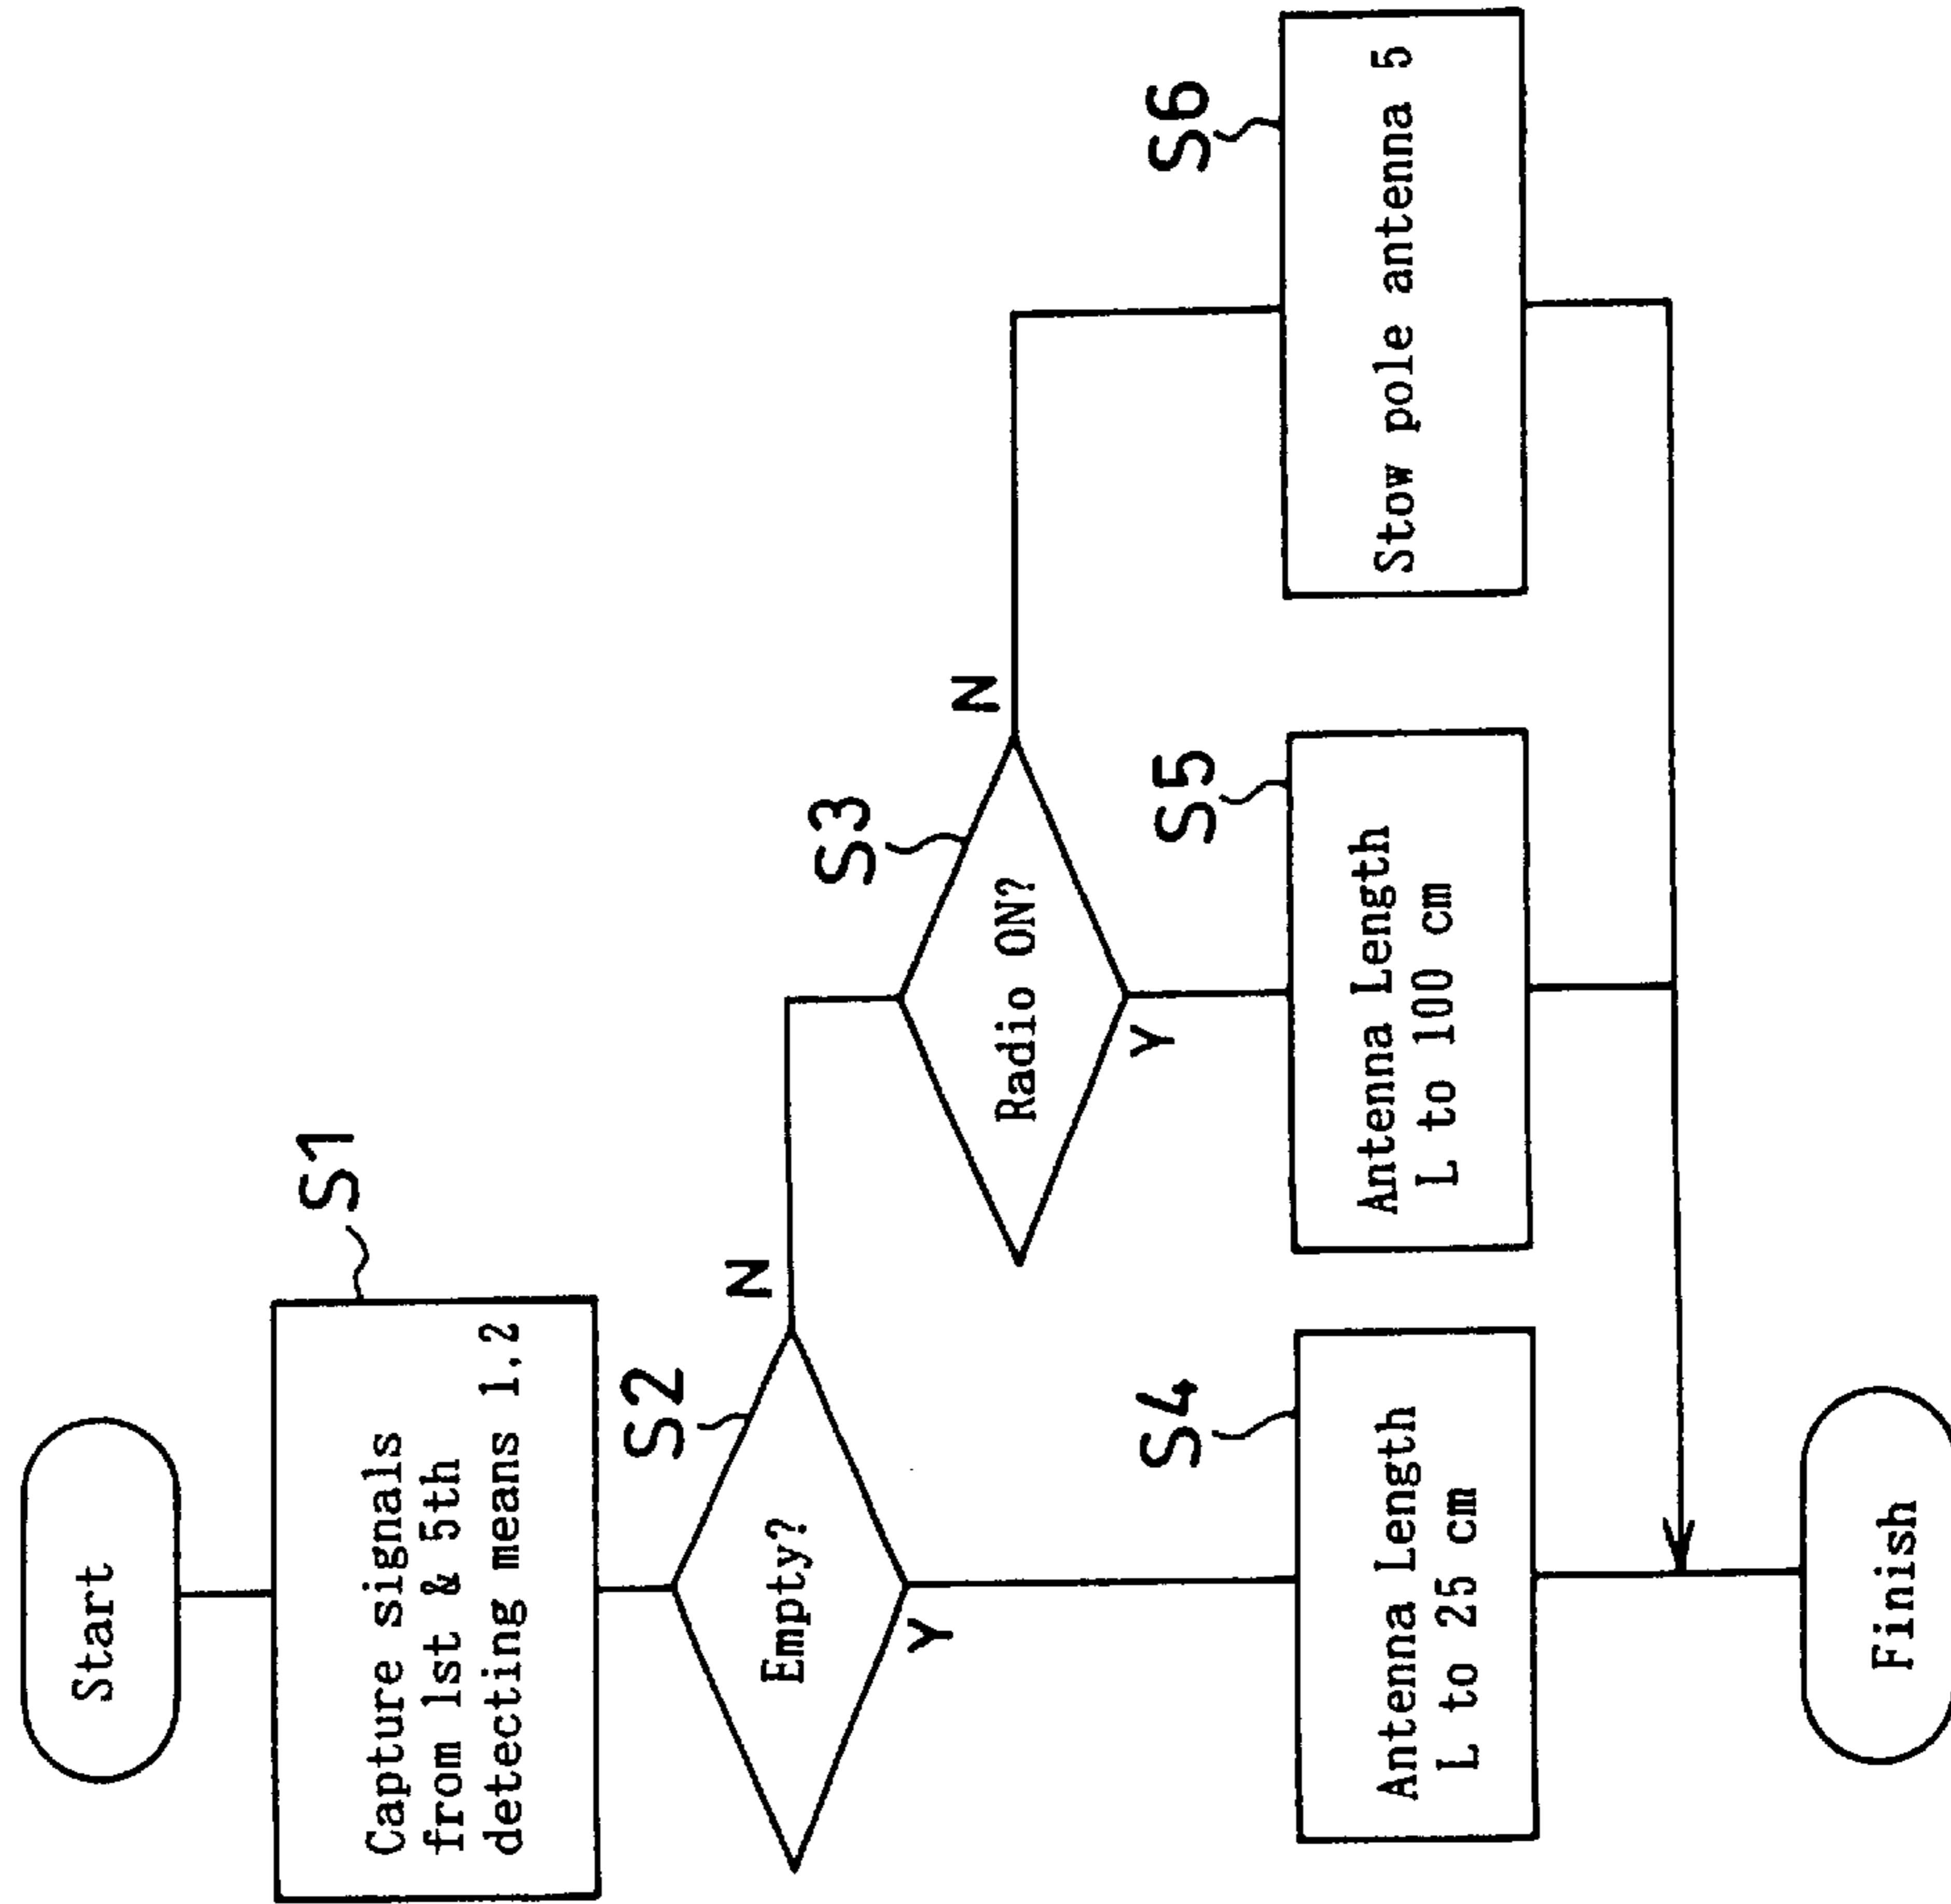 Start
S1
Capture signals
from 1st & 5th
detecting means 1,2
S2
Empty?
N
Y
S3
Radio ON?
N
Y
S4
Antenna Length
L to 25 cm
S5
Antenna Length
L to 100 cm
S6
Stow pole antenna 5
Finish